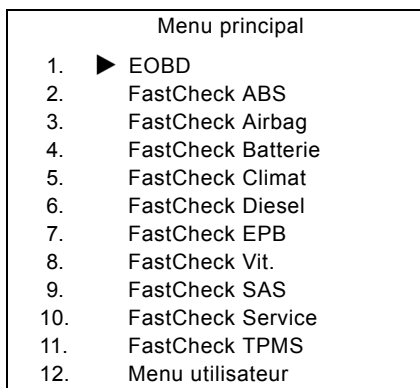 Menu principal
1. ▶ EOBD
2. FastCheck ABS
3. FastCheck Airbag
4. FastCheck Batterie
5. FastCheck Climat
6. FastCheck Diesel
7. FastCheck EPB
8. FastCheck Vit.
9. FastCheck SAS
10. FastCheck Service
11. FastCheck TPMS
12. Menu utilisateur